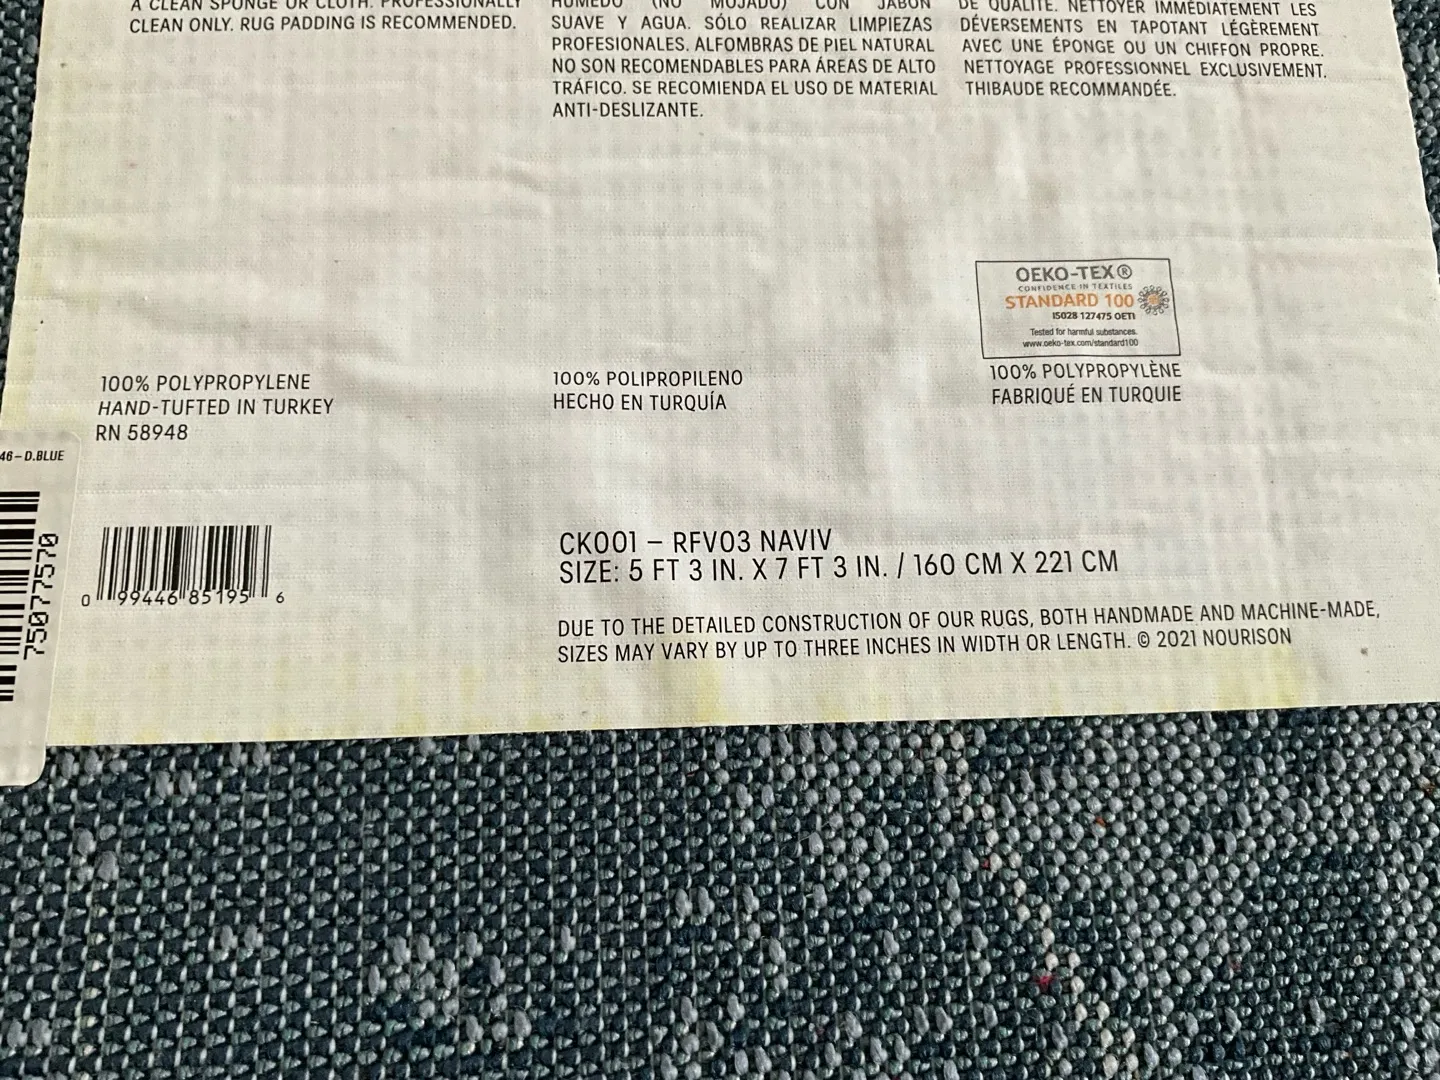 A CLEAN SPONGE OR CLOTH. PROFESSIONALLY
CLEAN ONLY. RUG PADDING IS RECOMMENDED.
HÚMEDO (NO MOJADO) CON JABÓN
SUAVE Y AGUA. SÓLO REALIZAR LIMPIEZAS
PROFESIONALES. ALFOMBRAS DE PIEL NATURAL
NO SON RECOMENDABLES PARA ÁREAS DE ALTO
TRÁFICO. SE RECOMIENDA EL USO DE MATERIAL
ANTI-DESLIZANTE.
DE QUALITÉ. NETTOYER IMMÉDIATEMENT LES
DÉVERSEMENTS EN TAPOTANT LÉGÈREMENT
AVEC UNE ÉPONGE OU UN CHIFFON PROPRE.
NETTOYAGE PROFESSIONNEL EXCLUSIVEMENT.
THIBAUDE RECOMMANDÉE.
OEKO-TEX®
CONFIDENCE IN TEXTILES
STANDARD 100
15028 127475 OETI
Tested for harmful substances.
www.oeko-tex.com/standard100
100% POLYPROPYLENE
HAND-TUFTED IN TURKEY
RN 58948
100% POLIPROPILENO
HECHO EN TURQUÍA
100% POLYPROPYLÈNE
FABRIQUÉ EN TURQUIE
46-D.BLUE
75077570
0 99446 85195 6
CK001 – RFV03 NAVIV
SIZE: 5 FT 3 IN. X 7 FT 3 IN. / 160 CM X 221 CM
DUE TO THE DETAILED CONSTRUCTION OF OUR RUGS, BOTH HANDMADE AND MACHINE-MADE,
SIZES MAY VARY BY UP TO THREE INCHES IN WIDTH OR LENGTH. © 2021 NOURISON